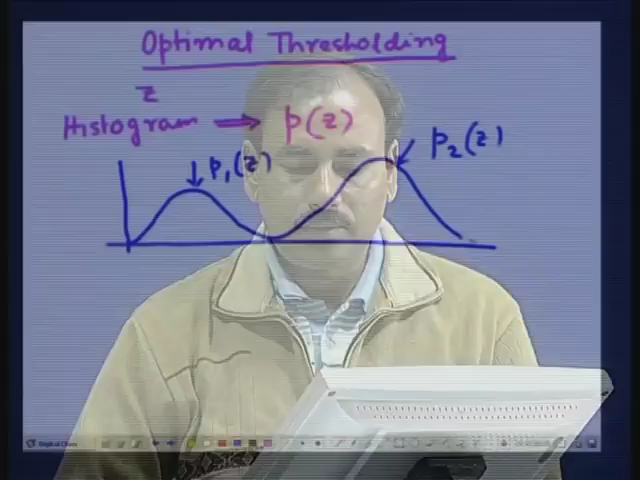 Optimal Thresholding
z
Histogram ⇒ p(z)
p₁(z)
p₂(z)